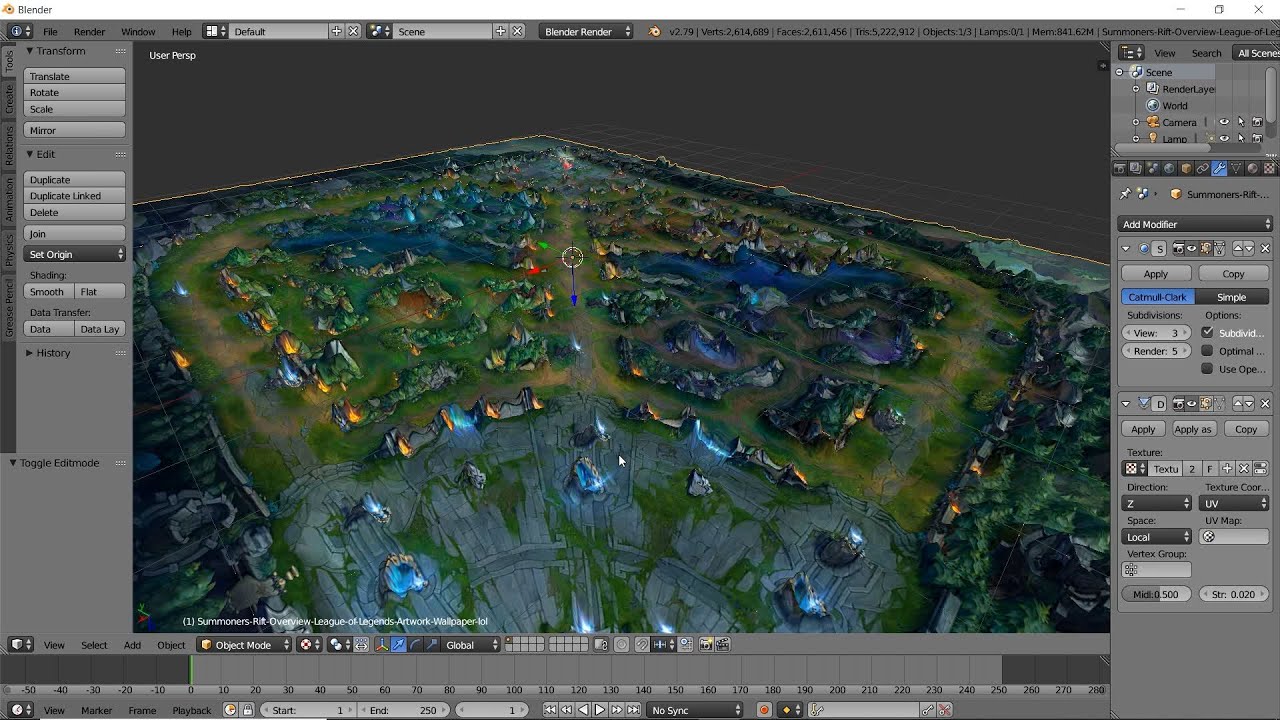 Blender
File Render Window Help Default Scene Blender Render v2.79 | Verts:2,614,689 | Faces:2,611,456 | Tris:5,222,912 | Objects:1/3 | Lamps:0/1 | Mem:841.62M | Summoners-Rift-Overview-League-of-Leg
Tools
Create
Relations
Animation
Physics
Grease Pencil
Transform
Translate
Rotate
Scale
Mirror
Edit
Duplicate
Duplicate Linked
Delete
Join
Set Origin
Shading:
Smooth Flat
Data Transfer:
Data Data Lay
History
Toggle Editmode
User Persp
(1) Summoners-Rift-Overview-League-of-Legends-Artwork-Wallpaper-lol
View Search All Scenes
Scene
RenderLaye
World
Camera
Lamp
Summoners-Rift-...
Add Modifier
S
Apply Copy
Catmull-Clark Simple
Subdivisions: Options:
View: 3 Subdivid...
Render: 5 Optimal ...
Use Ope...
D
Apply Apply as Copy
Texture:
Textu 2 F
Direction: Texture Coor...
Z UV
Space: UV Map:
Local
Vertex Group:
Midl:0.500 Str: 0.020
View Select Add Object Object Mode Global
-50 -40 -30 -20 -10 0 10 20 30 40 50 60 70 80 90 100 110 120 130 140 150 160 170 180 190 200 210 220 230 240 250 260 270 280
View Marker Frame Playback Start: 1 End: 250 1 No Sync